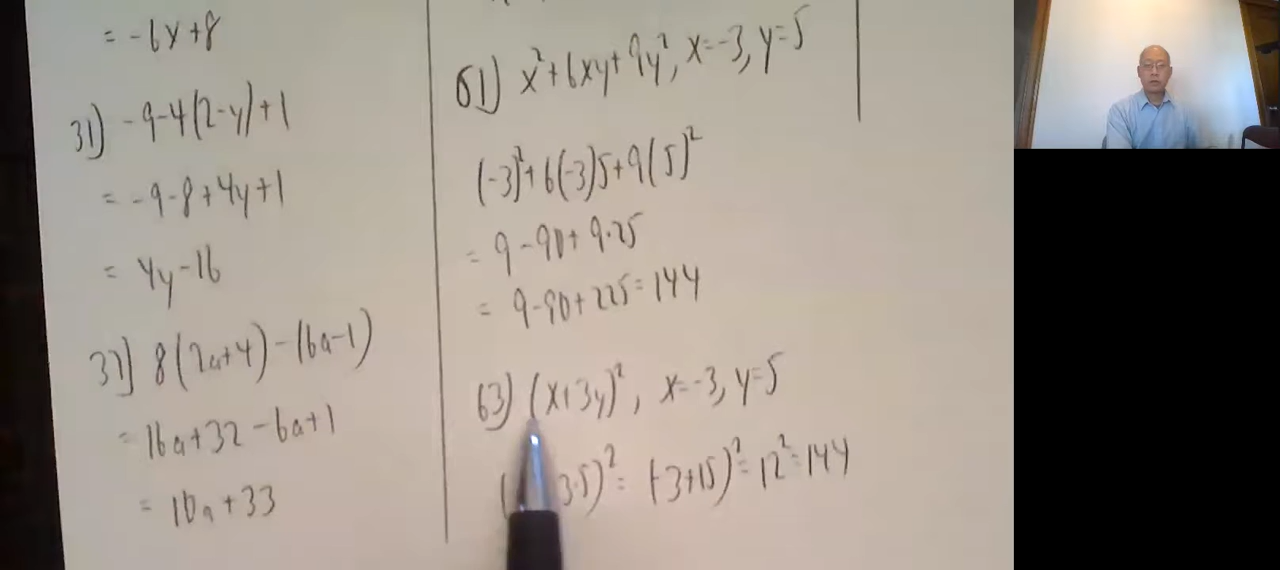 = -6x+8
31) -9-4(2-y)+1
= -9-8+4y+1
= 4y-16
37) 8(2a+4)-(6a-1)
= 16a+32-6a+1
= 10a+33
61) x²+6xy+9y², x=-3, y=5
(-3)²+6(-3)5+9(5)²
= 9-90+9·25
= 9-90+225=144
63) (x+3y)², x=-3, y=5
( 3·5)² = (-3+15)² = 12² = 144